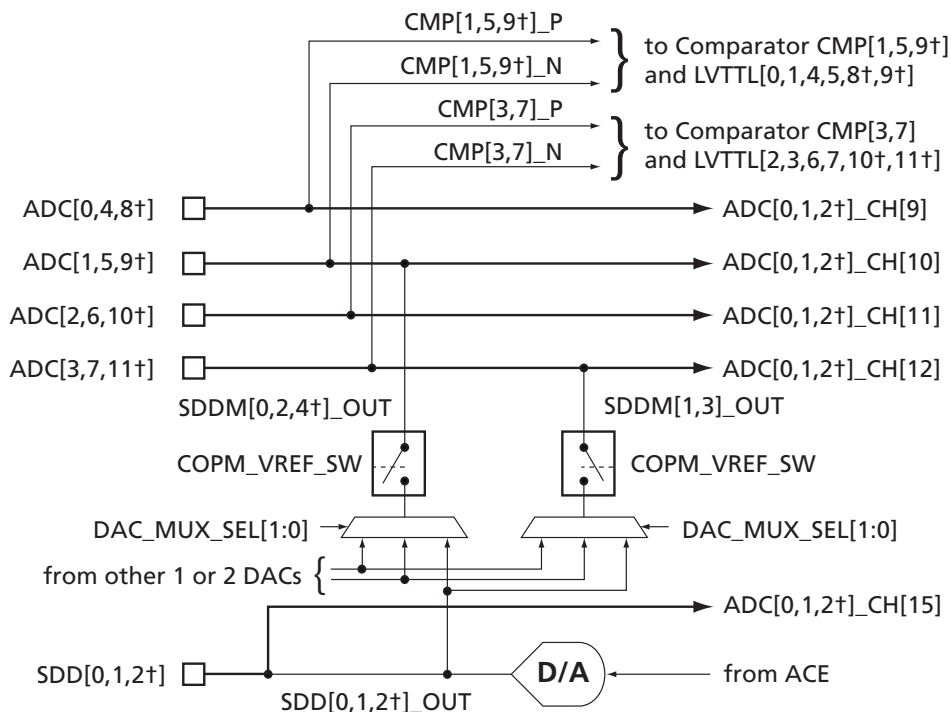 CMP[1,5,9†]_P
to Comparator CMP[1,5,9†]
CMP[1,5,9†]_N
and LVTTL[0,1,4,5,8†,9†]
CMP[3,7]_P
to Comparator CMP[3,7]
CMP[3,7]_N
and LVTTL[2,3,6,7,10†,11†]
ADC[0,4,8†]
ADC[0,1,2†]_CH[9]
ADC[1,5,9†]
ADC[0,1,2†]_CH[10]
ADC[2,6,10†]
ADC[0,1,2†]_CH[11]
ADC[3,7,11†]
ADC[0,1,2†]_CH[12]
SDDM[0,2,4†]_OUT
SDDM[1,3]_OUT
COPM_VREF_SW
COPM_VREF_SW
DAC_MUX_SEL[1:0]
DAC_MUX_SEL[1:0]
from other 1 or 2 DACs
ADC[0,1,2†]_CH[15]
SDD[0,1,2†]
D/A
from ACE
SDD[0,1,2†]_OUT